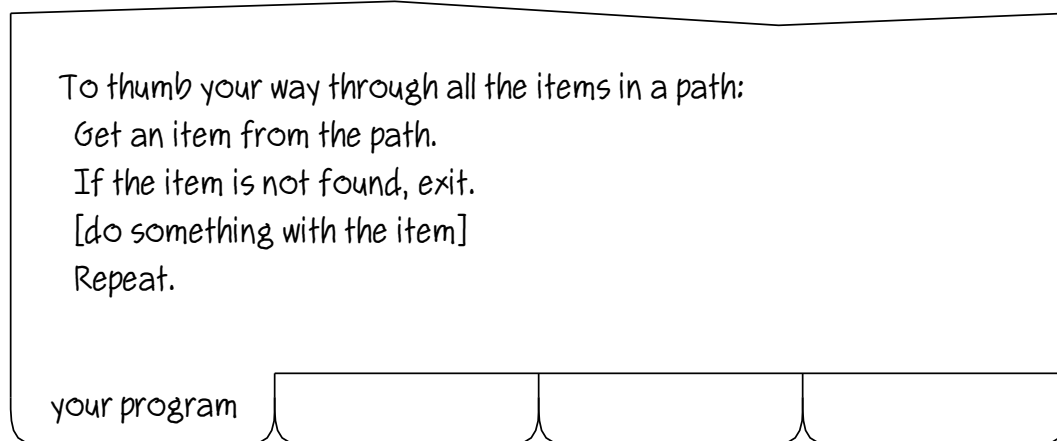 To thumb your way through all the items in a path:
Get an item from the path.
If the item is not found, exit.
[do something with the item]
Repeat.
your program